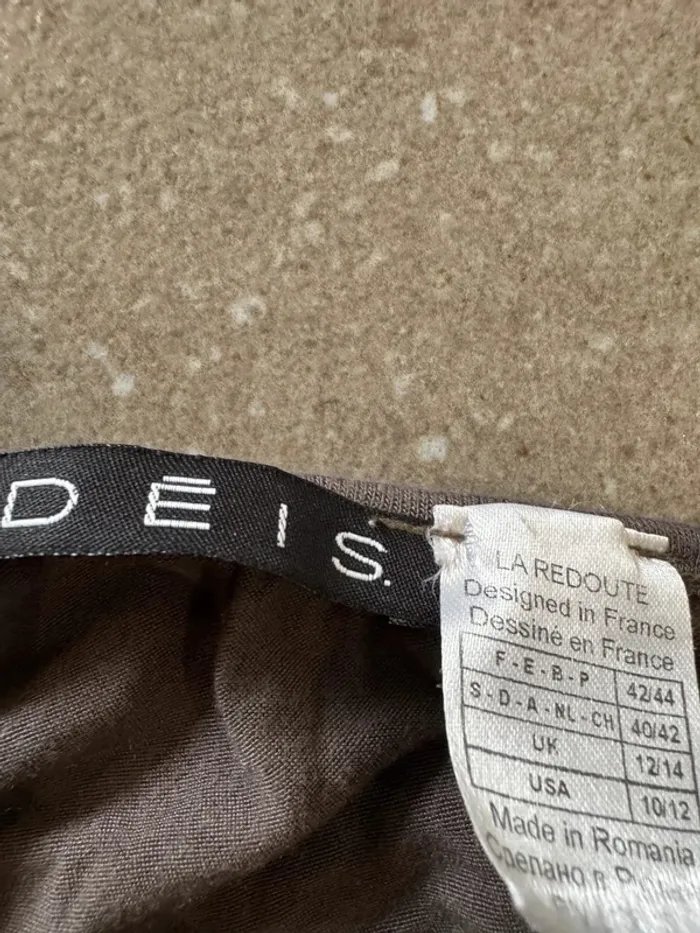 DEIS.
LA REDOUTE
Designed in France
Dessiné en France
F - E - B - P 42/44
S - D - A - NL - CH 40/42
UK 12/14
USA 10/12
Made in Romania